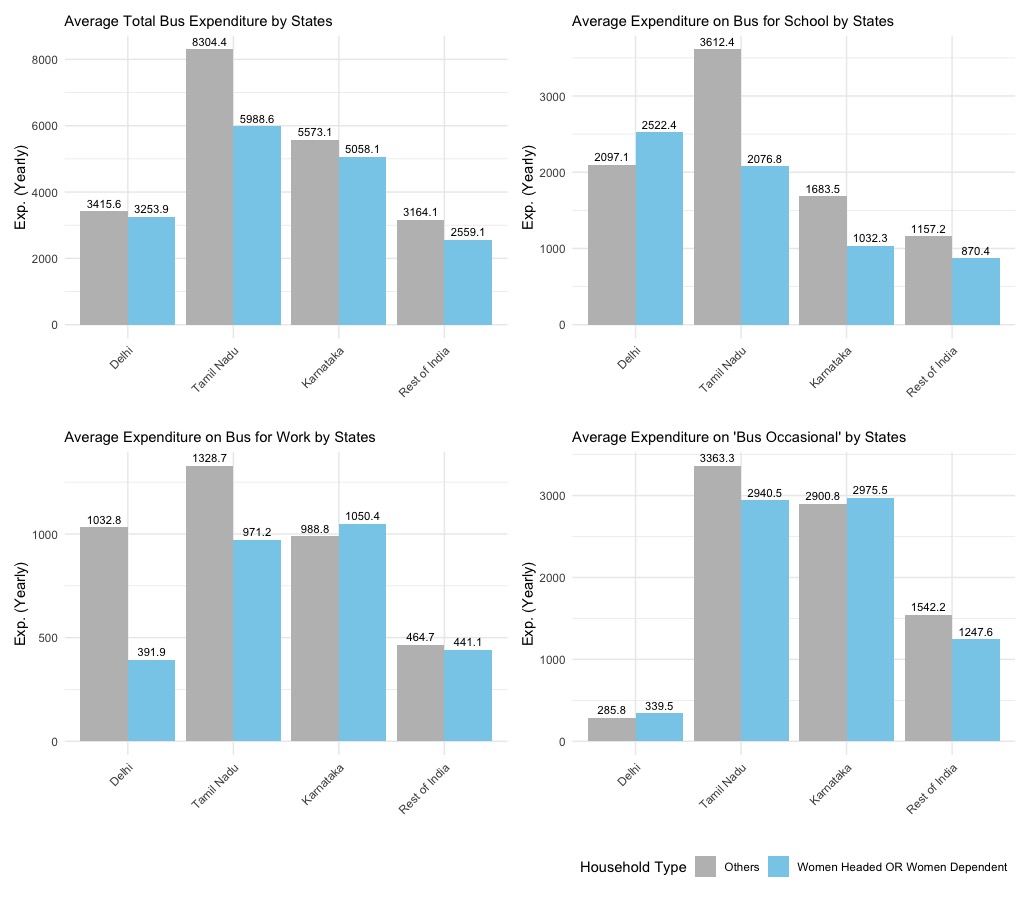 Average Total Bus Expenditure by States
Exp. (Yearly)
8000
6000
4000
2000
0
3415.6
3253.9
8304.4
5988.6
5573.1
5058.1
3164.1
2559.1
Delhi
Tamil Nadu
Karnataka
Rest of India
Average Expenditure on Bus for School by States
Exp. (Yearly)
3000
2000
1000
0
2097.1
2522.4
3612.4
2076.8
1683.5
1032.3
1157.2
870.4
Delhi
Tamil Nadu
Karnataka
Rest of India
Average Expenditure on Bus for Work by States
Exp. (Yearly)
1000
500
0
1032.8
391.9
1328.7
971.2
988.8
1050.4
464.7
441.1
Delhi
Tamil Nadu
Karnataka
Rest of India
Average Expenditure on 'Bus Occasional' by States
Exp. (Yearly)
3000
2000
1000
0
285.8
339.5
3363.3
2940.5
2900.8
2975.5
1542.2
1247.6
Delhi
Tamil Nadu
Karnataka
Rest of India
Household Type
Others
Women Headed OR Women Dependent